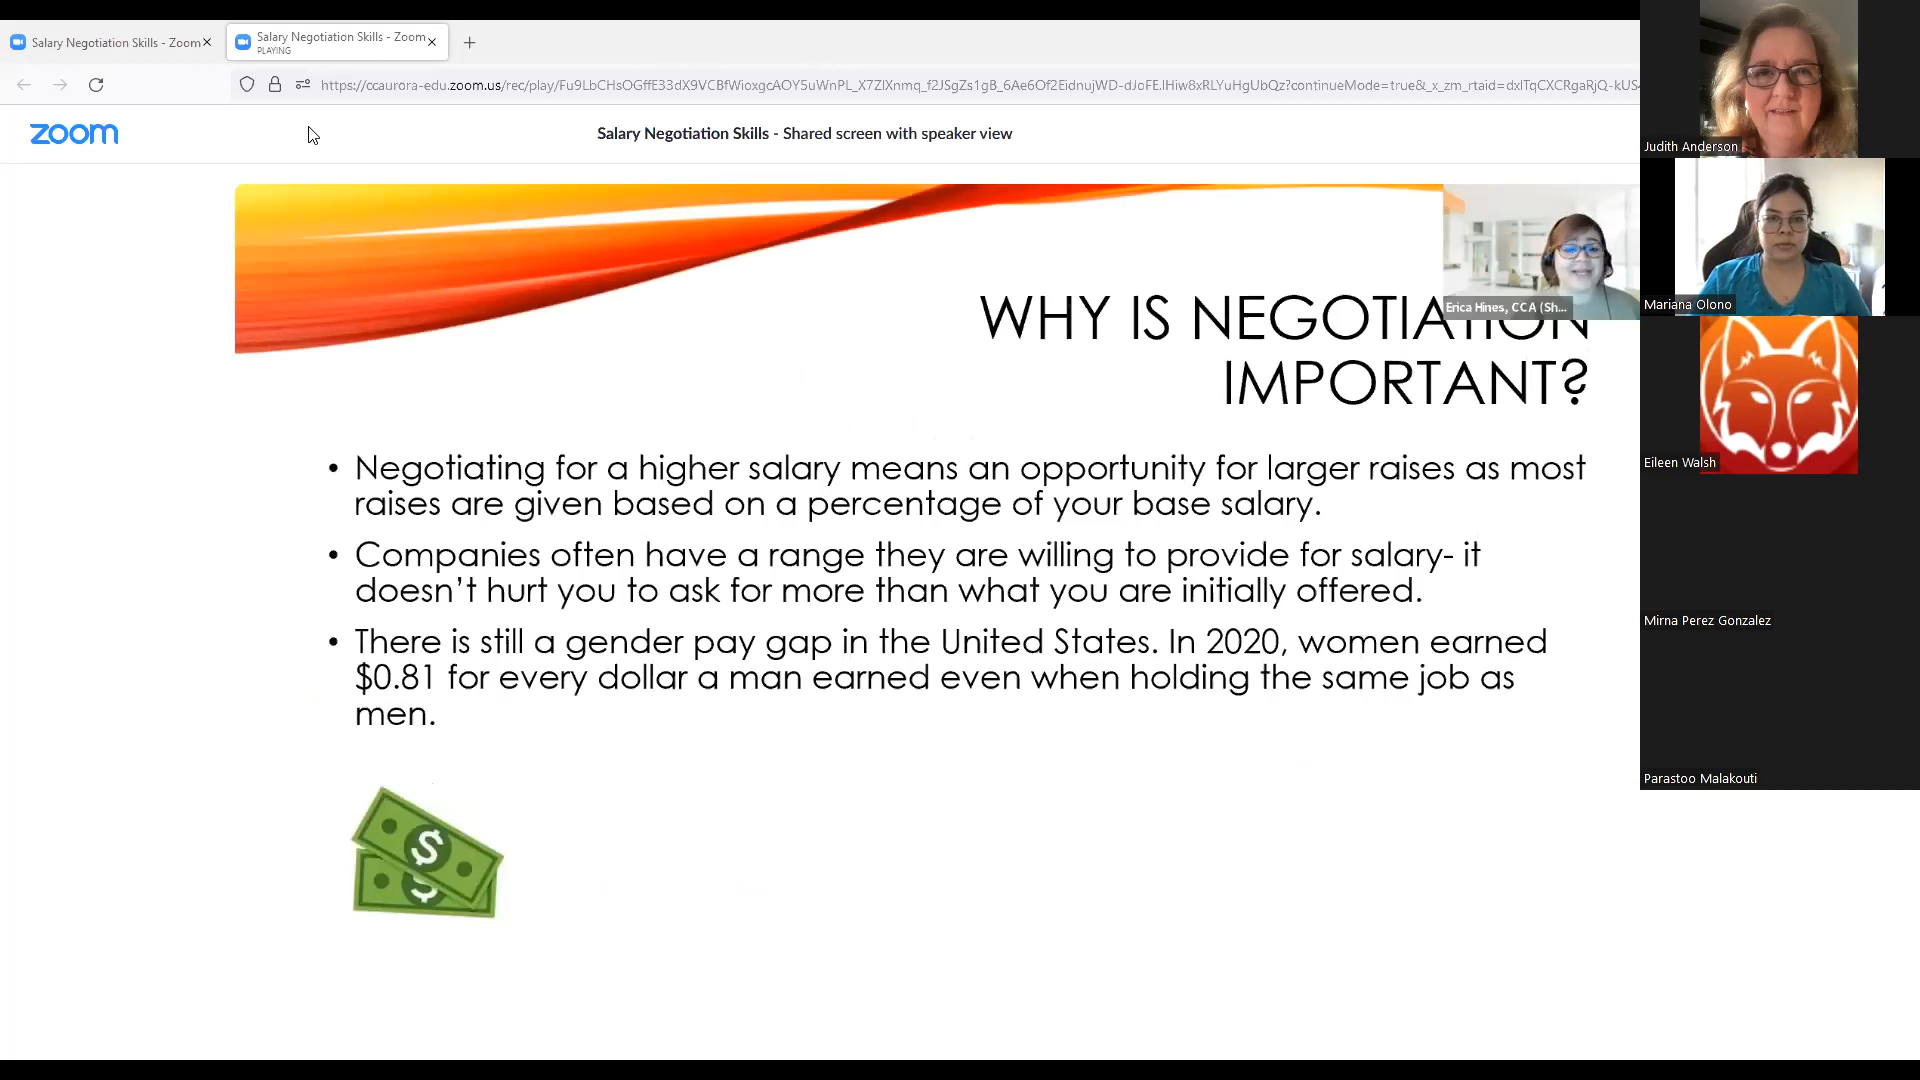 Salary Negotiation Skills - Zoom
Salary Negotiation Skills - Zoom
PLAYING
https://ccaurora-edu.zoom.us/rec/play/Fu9LbCHsOGffE33dX9VCBfWioxgcAOY5uWnPL_X7ZlXnmq_f2JSgZs1gB_6Ae6Of2EidnujWD-dJoFE.IHiw8xRLYuHgUbQz?continueMode=true&_x_zm_rtaid=dxlTqCXCRgaRjQ-kUS
zoom
Salary Negotiation Skills - Shared screen with speaker view
Judith Anderson
Erica Hines, CCA (Sh...
Mariana Olono
WHY IS NEGOTIATION
IMPORTANT?
Eileen Walsh
• Negotiating for a higher salary means an opportunity for larger raises as most
raises are given based on a percentage of your base salary.
• Companies often have a range they are willing to provide for salary- it
doesn't hurt you to ask for more than what you are initially offered.
Mirna Perez Gonzalez
• There is still a gender pay gap in the United States. In 2020, women earned
$0.81 for every dollar a man earned even when holding the same job as
men.
Parastoo Malakouti
$
$